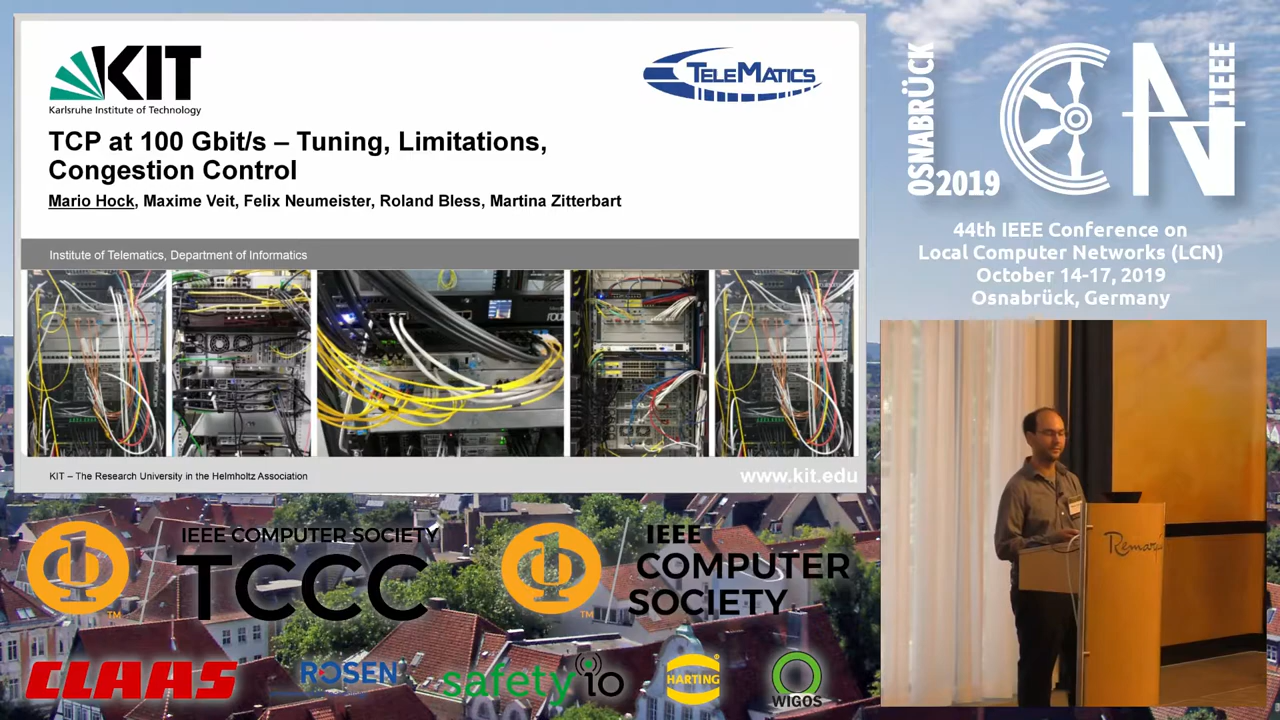 KIT
Karlsruhe Institute of Technology
TELEMATICS
TCP at 100 Gbit/s – Tuning, Limitations,
Congestion Control
Mario Hock, Maxime Veit, Felix Neumeister, Roland Bless, Martina Zitterbart
Institute of Telematics, Department of Informatics
KIT – The Research University in the Helmholtz Association
www.kit.edu
OSNABRÜCK
2019
LCN
IEEE
44th IEEE Conference on
Local Computer Networks (LCN)
October 14-17, 2019
Osnabrück, Germany
IEEE COMPUTER SOCIETY
TCCC
TM
IEEE
COMPUTER
SOCIETY
TM
CLAAS
ROSEN
safety io
HARTING
WIGOS